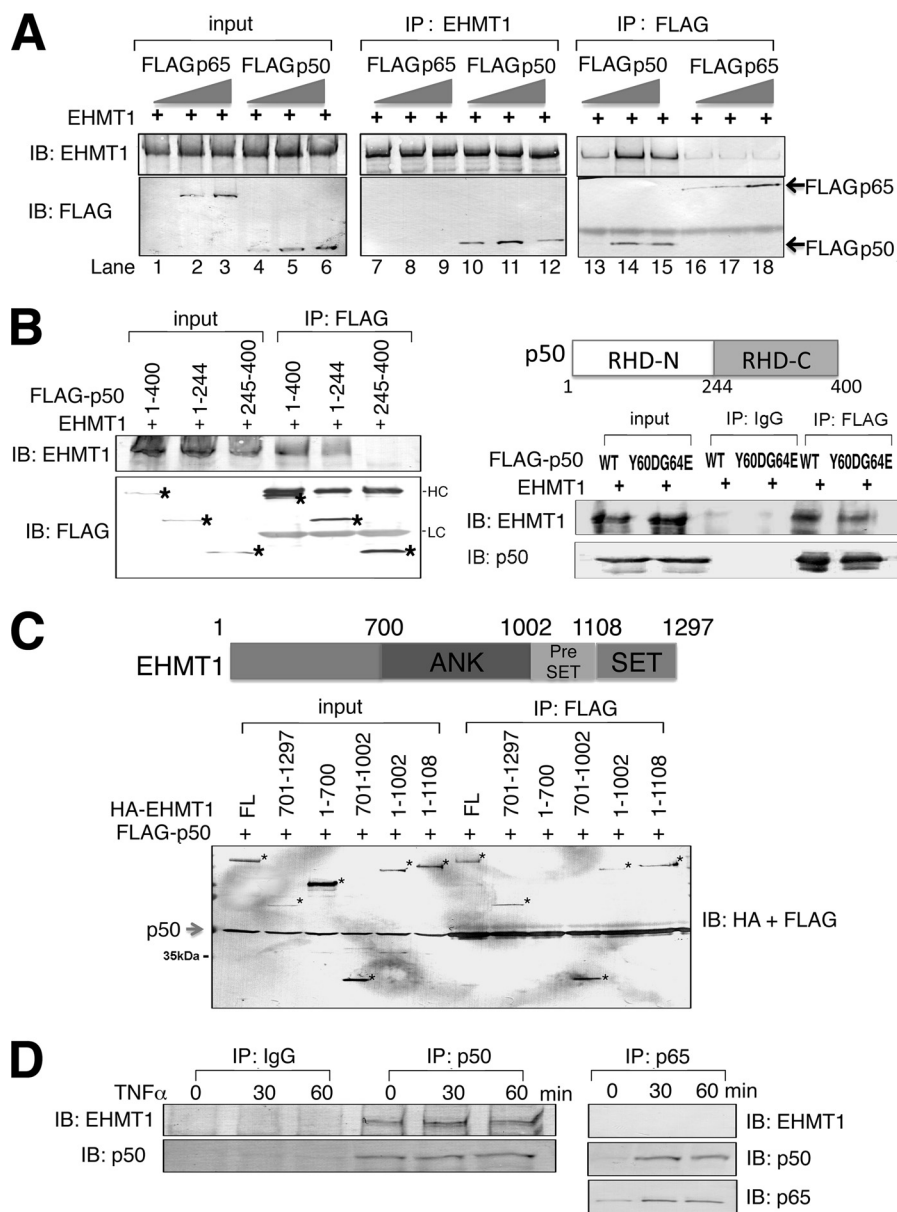 A
input
IP : EHMT1
IP : FLAG
FLAGp65 FLAGp50 FLAGp65 FLAGp50 FLAGp50 FLAGp65
EHMT1 + + + + + + + + + + + + + + + + + +
IB: EHMT1
IB: FLAG
FLAGp65
FLAGp50
Lane 1 2 3 4 5 6 7 8 9 10 11 12 13 14 15 16 17 18
B
input IP: FLAG
FLAG-p50 1-400 1-244 245-400 1-400 1-244 245-400
EHMT1 + + + + + +
IB: EHMT1
IB: FLAG
* * * * * *
-HC
-LC
p50 RHD-N RHD-C
1 244 400
input IP: IgG IP: FLAG
FLAG-p50 WT Y60DG64E WT Y60DG64E WT Y60DG64E
EHMT1 + + + + + +
IB: EHMT1
IB: p50
C
1 700 1002 1108 1297
EHMT1 ANK Pre SET SET
input IP: FLAG
HA-EHMT1 FL 701-1297 1-700 701-1002 1-1002 1-1108 FL 701-1297 1-700 701-1002 1-1002 1-1108
FLAG-p50 + + + + + + + + + + + +
* * * * * * * * * * *
p50
35kDa -
IB: HA + FLAG
D
IP: IgG IP: p50 IP: p65
TNFα 0 30 60 0 30 60 min 0 30 60 min
IB: EHMT1 IB: EHMT1
IB: p50 IB: p50
IB: p65